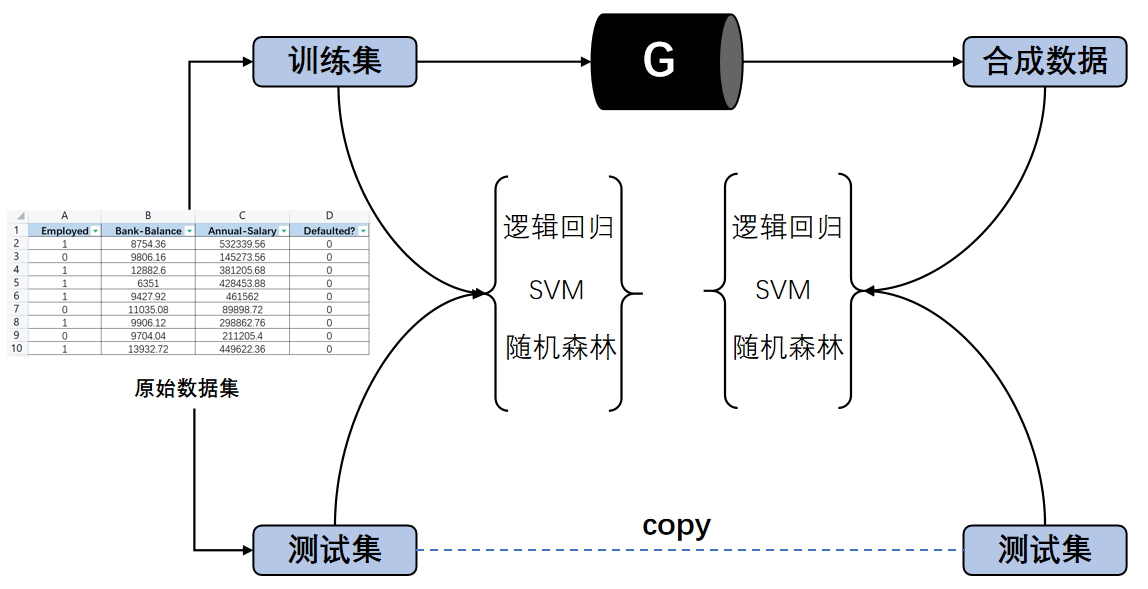 训练集
G
合成数据
A B C D
1 Employed Bank-Balance Annual-Salary Defaulted?
2 1 8754.36 532339.56 0
3 0 9806.16 145273.56 0
4 1 12882.6 381205.68 0
5 1 6351 428453.88 0
6 1 9427.92 461562 0
7 0 11035.08 89898.72 0
8 1 9906.12 298862.76 0
9 0 9704.04 211205.4 0
10 1 13932.72 449622.36 0
原始数据集
逻辑回归
SVM
随机森林
逻辑回归
SVM
随机森林
copy
测试集
测试集